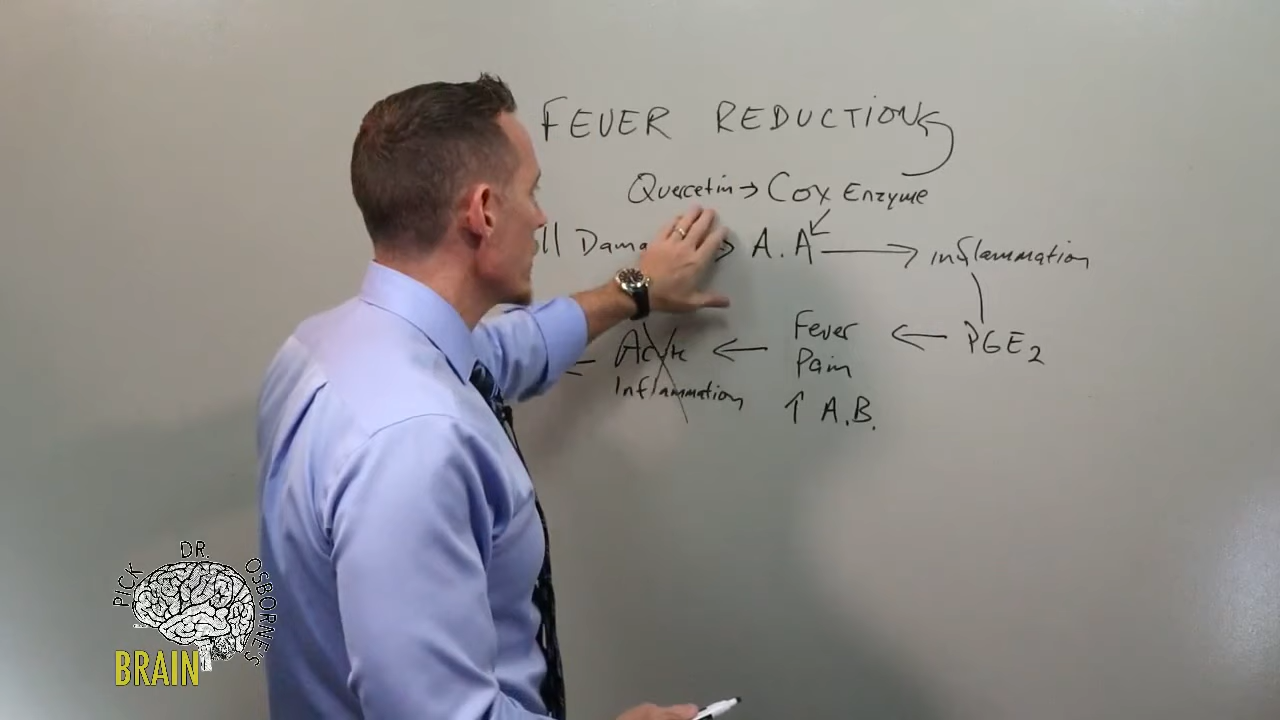 FEVER REDUCTION
Quercetin → Cox Enzyme
ll Dama → A.A → inflammation
Acute ← Fever ← PGE2
Inflammation Pain
↑ A.B.
PICK DR. OSBORNE'S
BRAIN